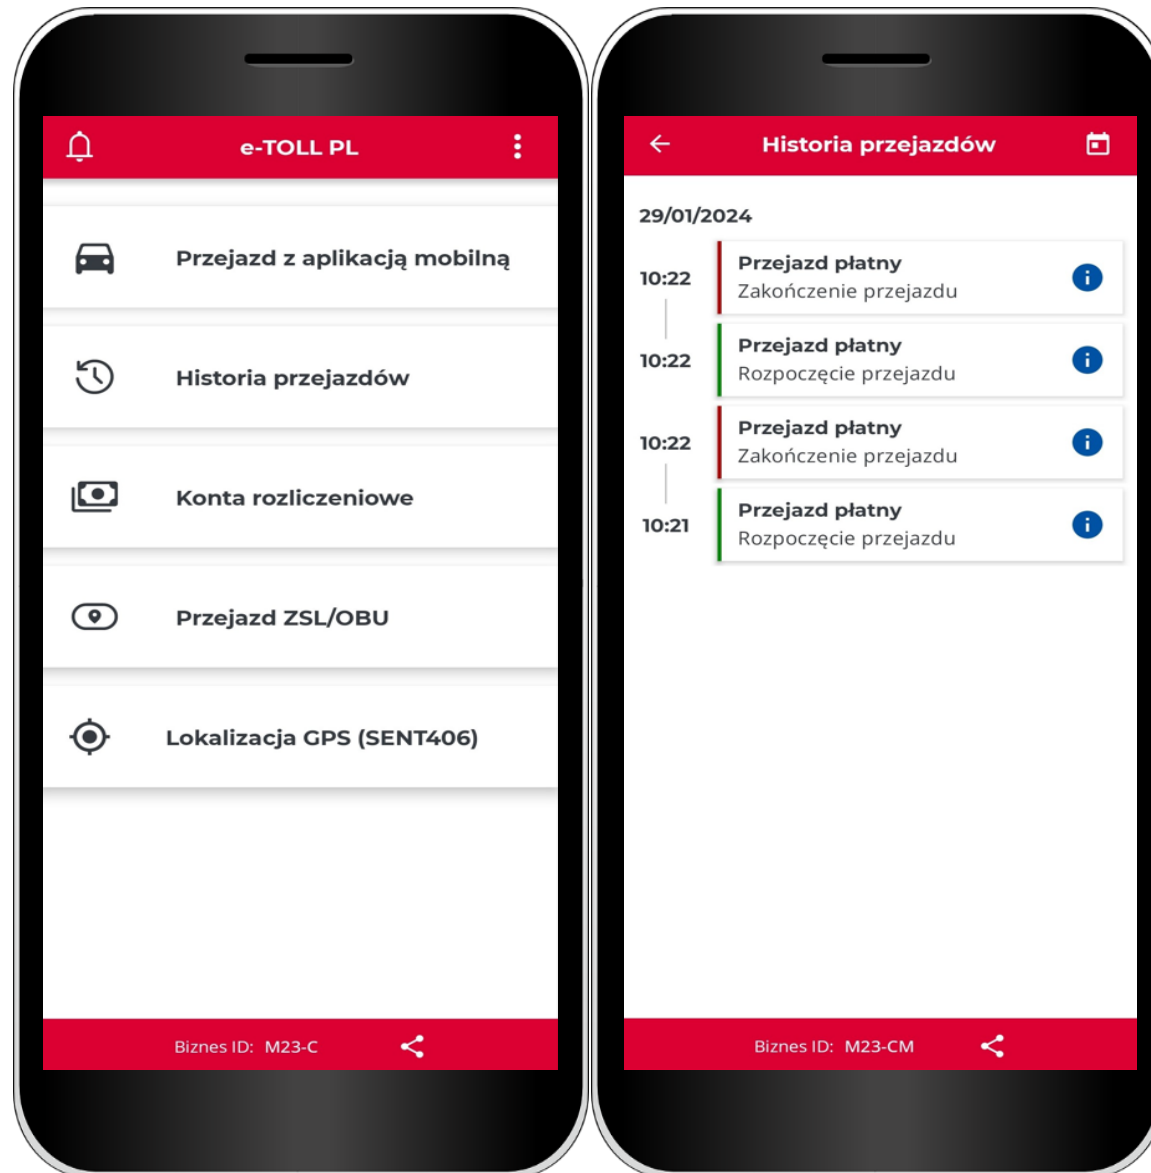 e-TOLL PL
Przejazd z aplikacją mobilną
Historia przejazdów
Konta rozliczeniowe
Przejazd ZSL/OBU
Lokalizacja GPS (SENT406)
Biznes ID: M23-C
Historia przejazdów
29/01/2024
10:22
Przejazd płatny
Zakończenie przejazdu
10:22
Przejazd płatny
Rozpoczęcie przejazdu
10:22
Przejazd płatny
Zakończenie przejazdu
10:21
Przejazd płatny
Rozpoczęcie przejazdu
Biznes ID: M23-CM